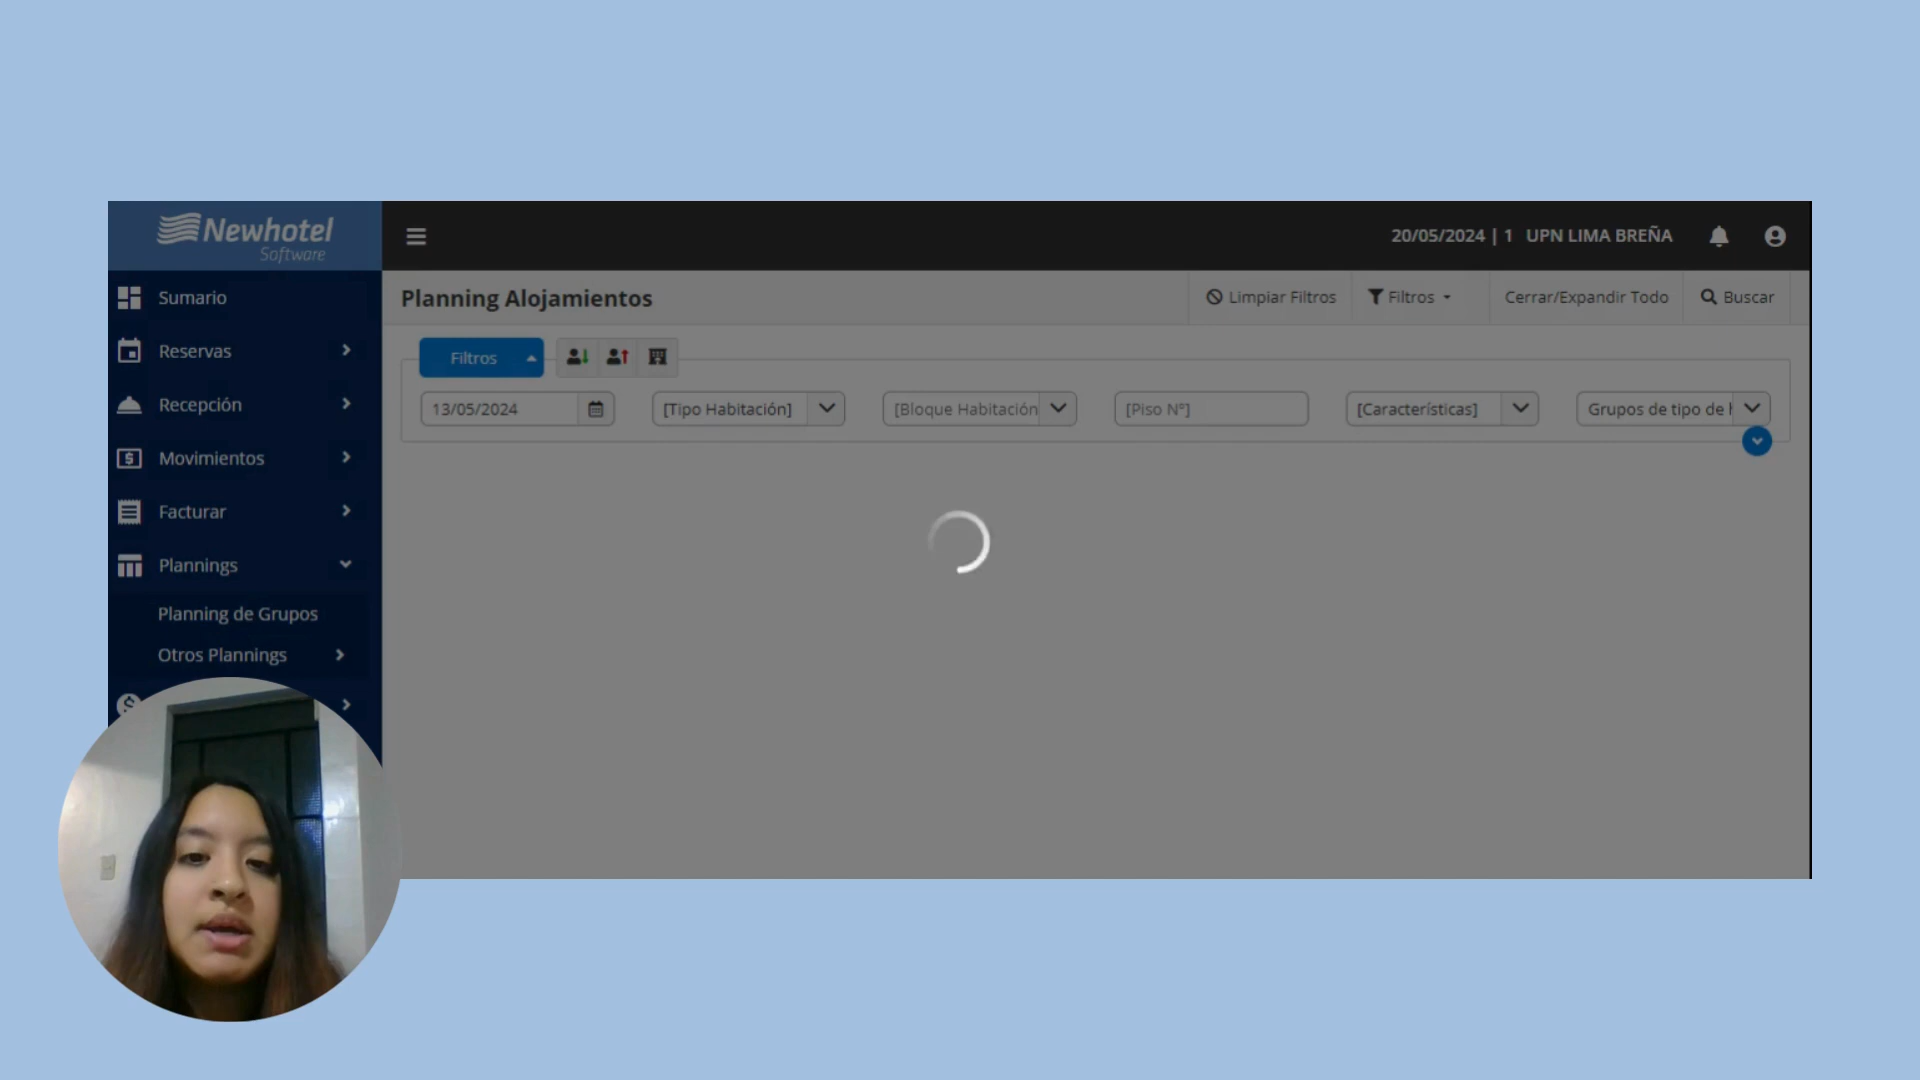 Newhotel
Software
20/05/2024 | 1 UPN LIMA BREÑA
Sumario
Reservas
Recepción
Movimientos
Facturar
Plannings
Planning de Grupos
Otros Plannings
Planning Alojamientos
Limpiar Filtros
Filtros
Cerrar/Expandir Todo
Buscar
Filtros
13/05/2024
[Tipo Habitación]
[Bloque Habitación
[Piso Nº]
[Características]
Grupos de tipo de